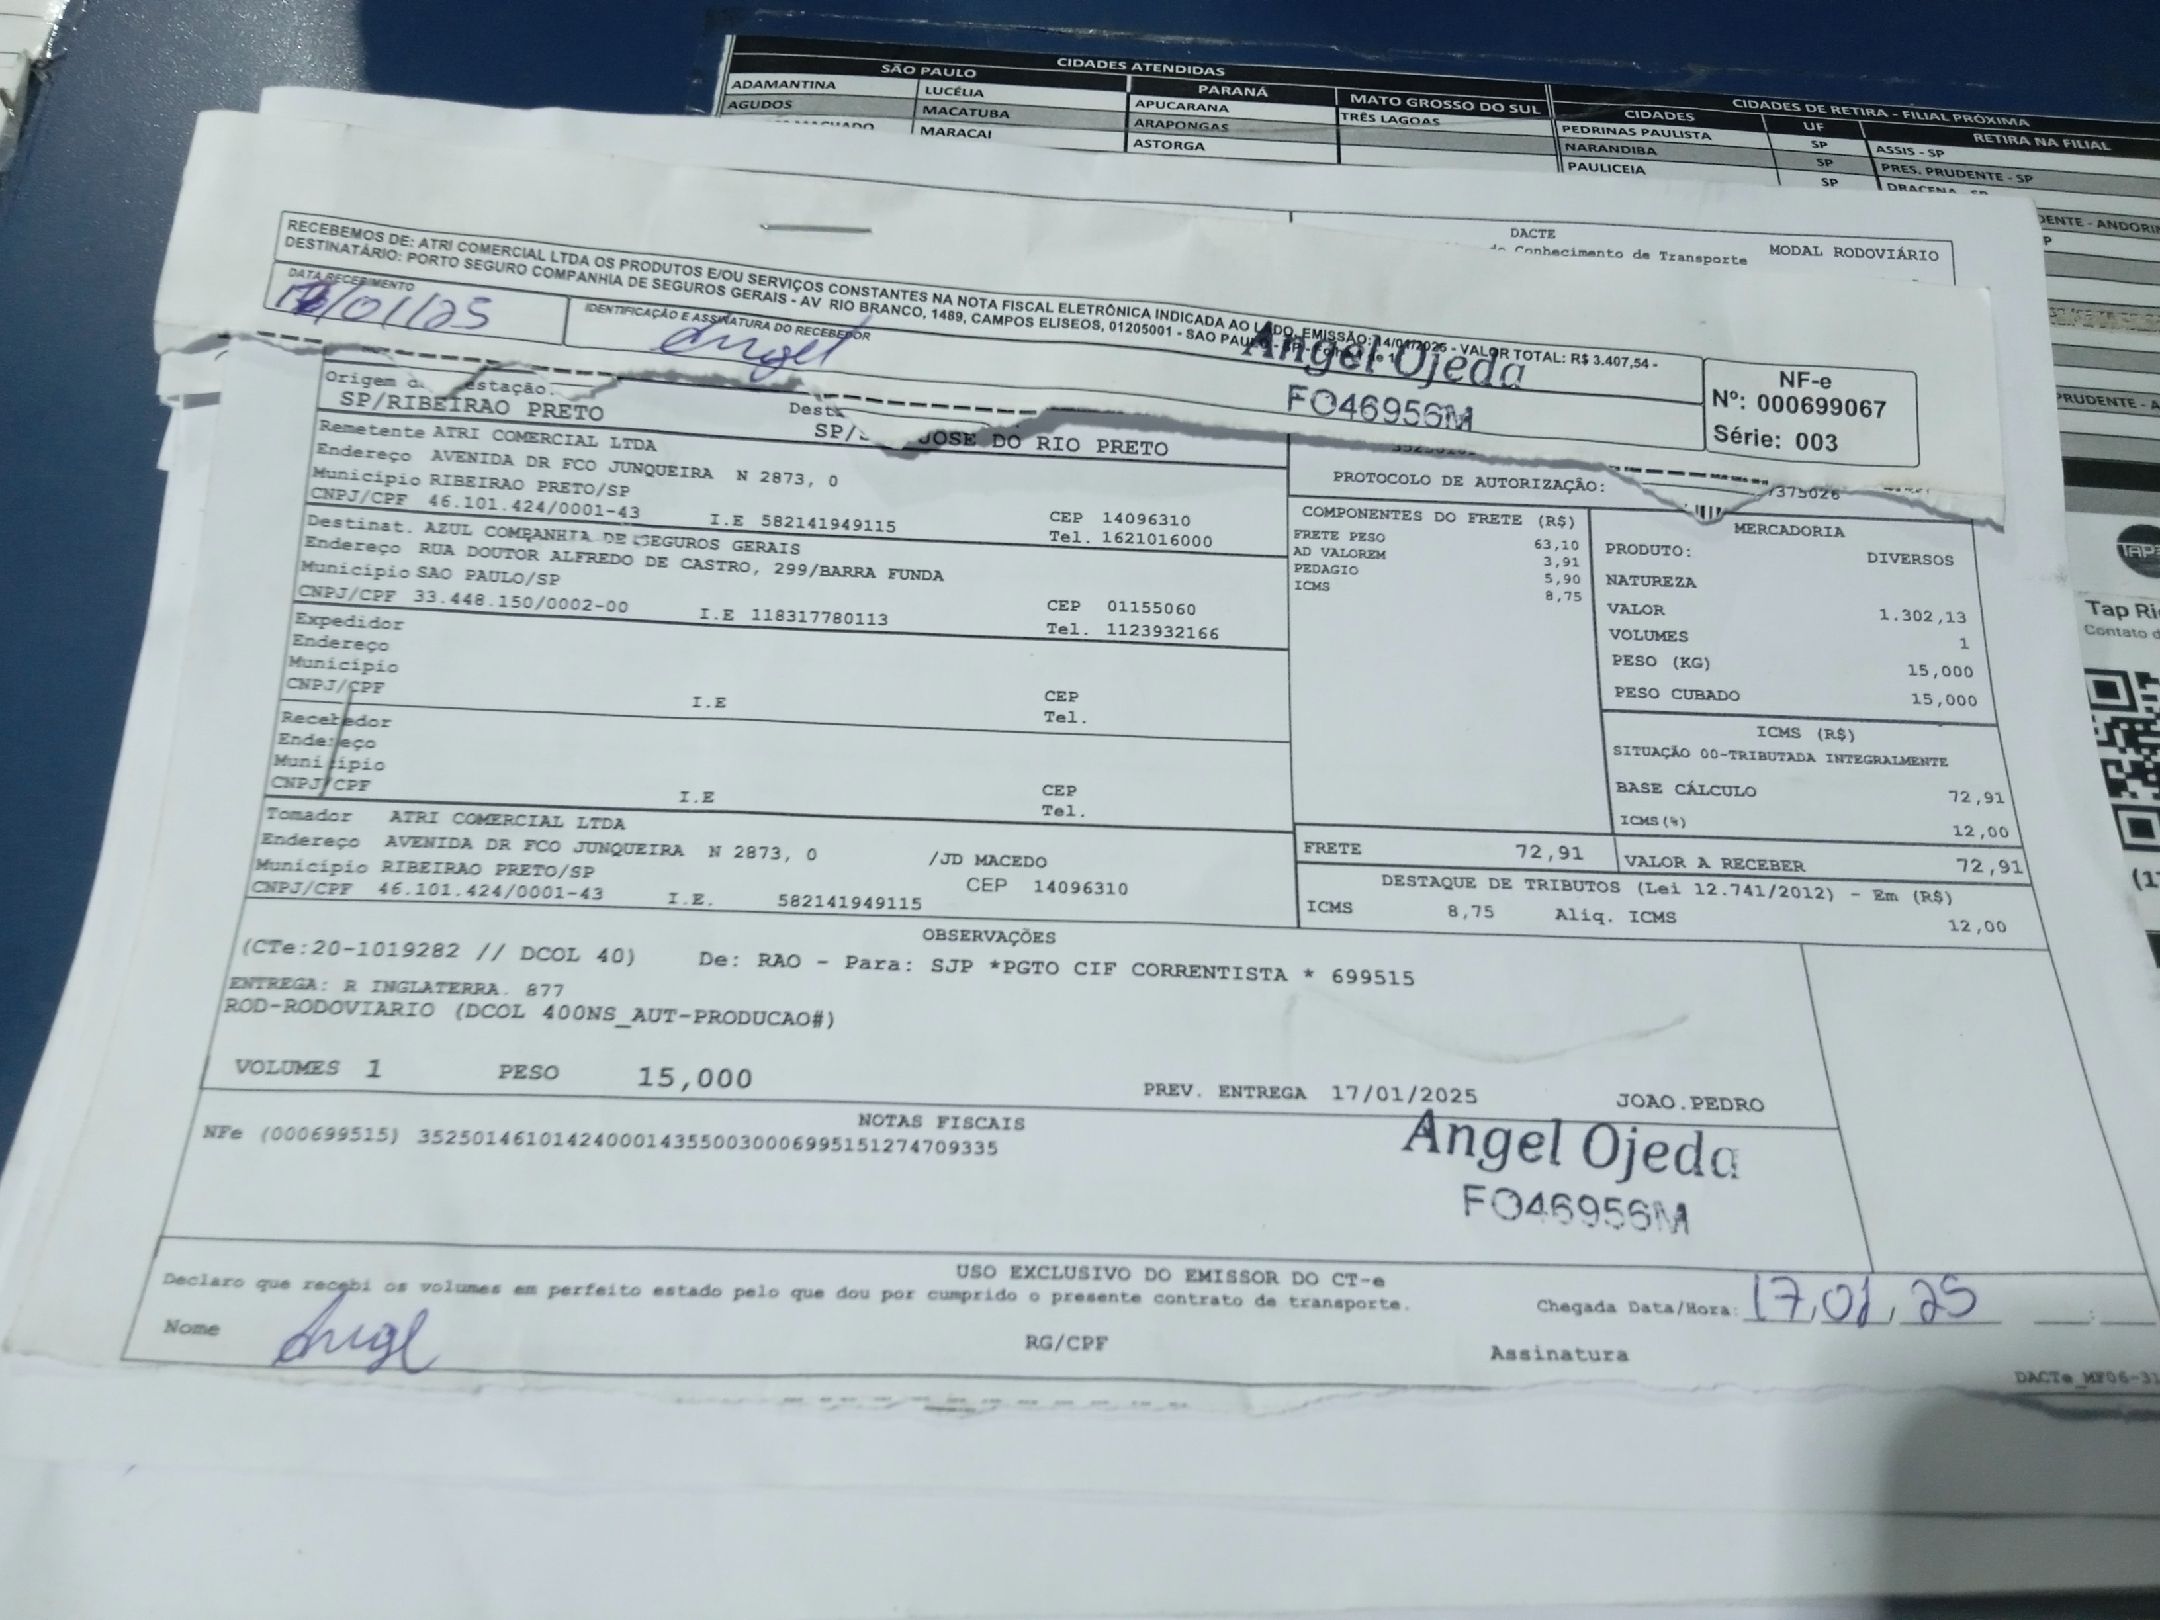 CIDADES ATENDIDAS
SÃO PAULO
PARANÁ
MATO GROSSO DO SUL
CIDADES DE RETIRA - FILIAL PRÓXIMA
CIDADES
UF
RETIRA NA FILIAL
ADAMANTINA
LUCÉLIA
APUCARANA
TRÊS LAGOAS
PEDRINAS PAULISTA
SP
ASSIS - SP
AGUDOS
MACATUBA
ARAPONGAS
NARANDIBA
SP
PRES. PRUDENTE - SP
MARACAI
ASTORGA
PAULICEIA
SP
DRACENA - SP
DACTE
Conhecimento de Transporte
MODAL RODOVIÁRIO
RECEBEMOS DE: ATRI COMERCIAL LTDA OS PRODUTOS E/OU SERVIÇOS CONSTANTES NA NOTA FISCAL ELETRÔNICA INDICADA AO LADO. EMISSÃO: 14/01/2025 - VALOR TOTAL: R$ 3.407,54 -
DESTINATÁRIO: PORTO SEGURO COMPANHIA DE SEGUROS GERAIS - AV RIO BRANCO, 1489, CAMPOS ELISEOS, 01205001 - SAO PAULO
DATA RECEBIMENTO
/01/25
IDENTIFICAÇÃO E ASSINATURA DO RECEBEDOR
Angel
Angel Ojeda
FO46956M
NF-e
Nº: 000699067
Série: 003
Origem
SP/RIBEIRAO PRETO
JOSE DO RIO PRETO
Remetente ATRI COMERCIAL LTDA
Endereço AVENIDA DR FCO JUNQUEIRA N 2873, 0
Município RIBEIRAO PRETO/SP
CEP 14096310
CNPJ/CPF 46.101.424/0001-43
I.E 582141949115
Tel. 1621016000
Destinat. AZUL COMPANHIA DE SEGUROS GERAIS
Endereço RUA DOUTOR ALFREDO DE CASTRO, 299/BARRA FUNDA
Município SAO PAULO/SP
CEP 01155060
CNPJ/CPF 33.448.150/0002-00
I.E 118317780113
Tel. 1123932166
Expedidor
Endereço
Município
CEP
CNPJ/CPF
I.E
Tel.
Recebedor
Endereço
Município
CEP
CNPJ/CPF
I.E
Tel.
Tomador ATRI COMERCIAL LTDA
Endereço AVENIDA DR FCO JUNQUEIRA N 2873, 0 /JD MACEDO
Município RIBEIRAO PRETO/SP
CEP 14096310
CNPJ/CPF 46.101.424/0001-43
I.E. 582141949115
PROTOCOLO DE AUTORIZAÇÃO:
COMPONENTES DO FRETE (R$)
FRETE PESO 63,10
AD VALOREM 3,91
PEDAGIO 5,90
ICMS 8,75
MERCADORIA
PRODUTO: DIVERSOS
NATUREZA
VALOR 1.302,13
VOLUMES 1
PESO (KG) 15,000
PESO CUBADO 15,000
ICMS (R$)
SITUAÇÃO 00-TRIBUTADA INTEGRALMENTE
BASE CÁLCULO 72,91
ICMS(%) 12,00
FRETE 72,91
VALOR A RECEBER 72,91
DESTAQUE DE TRIBUTOS (Lei 12.741/2012) - Em (R$)
ICMS 8,75 Aliq. ICMS 12,00
OBSERVAÇÕES
(CTe:20-1019282 // DCOL 40) De: RAO - Para: SJP *PGTO CIF CORRENTISTA * 699515
ENTREGA: R INGLATERRA. 877
ROD-RODOVIARIO (DCOL 400NS_AUT-PRODUCAO#)
VOLUMES 1 PESO 15,000
PREV. ENTREGA 17/01/2025
JOAO.PEDRO
NOTAS FISCAIS
NFe (000699515) 35250146101424000143550030006995151274709335
Angel Ojeda
FO46956M
USO EXCLUSIVO DO EMISSOR DO CT-e
Declaro que recebi os volumes em perfeito estado pelo que dou por cumprido o presente contrato de transporte.
Chegada Data/Hora: 17,01,25
Nome Angel
RG/CPF
Assinatura